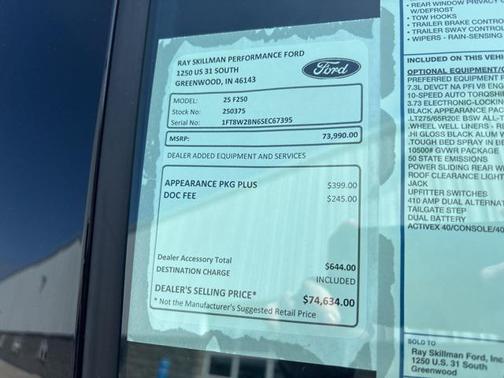 RAY SKILLMAN PERFORMANCE FORD
1250 US 31 SOUTH
GREENWOOD, IN 46143
Ford
MODEL: 25 F250
Stock No: 250375
Serial No: 1FT8W2BN6SEC67395
MSRP: 73,990.00
DEALER ADDED EQUIPMENT AND SERVICES
APPEARANCE PKG PLUS $399.00
DOC FEE $245.00
Dealer Accessory Total $644.00
DESTINATION CHARGE INCLUDED
DEALER'S SELLING PRICE* $74,634.00
* Not the Manufacturer's Suggested Retail Price
• REAR WINDOW PRIVACY
W/DEFROST
• TOW HOOKS
• TRAILER BRAKE CONTRO
• TRAILER SWAY CONTROL
• WIPERS - RAIN-SENSING
INCLUDED ON THIS VEHI
OPTIONAL EQUIPMENT/
PREFERRED EQUIPMENT P
7.3L DEVCT NA PFI V8 ENG
10-SPEED AUTO TORQSHI
3.73 ELECTRONIC-LOCKIN
BLACK APPEARANCE PAC
.LT275/65R20E BSW ALL-T
.WHEEL WELL LINERS - R
.HI GLOSS BLACK ALUM W
.TOUGH BED SPRAY IN BE
10500# GVWR PACKAGE
50 STATE EMISSIONS
POWER SLIDING REAR W
ROOF CLEARANCE LIGHT
JACK
UPFITTER SWITCHES
410 AMP DUAL ALTERNAT
TAILGATE STEP
DUAL BATTERY
ACTIVEX 40/CONSOLE/40
SOLD TO
Ray Skillman Ford, Inc
1250 U.S. 31 South
Greenwood